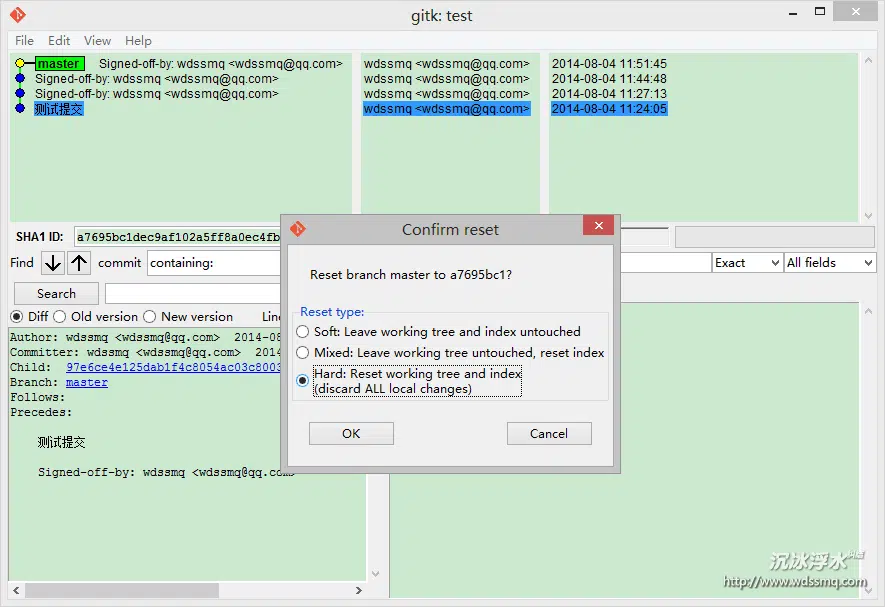 gitk: test
File Edit View Help
master Signed-off-by: wdssmq <wdssmq@qq.com> wdssmq <wdssmq@qq.com> 2014-08-04 11:51:45
Signed-off-by: wdssmq <wdssmq@qq.com> wdssmq <wdssmq@qq.com> 2014-08-04 11:44:48
Signed-off-by: wdssmq <wdssmq@qq.com> wdssmq <wdssmq@qq.com> 2014-08-04 11:27:13
测试提交 wdssmq <wdssmq@qq.com> 2014-08-04 11:24:05
SHA1 ID: a7695bc1dec9af102a5ff8a0ec4fb
Find commit containing: Exact All fields
Search
Diff Old version New version Line
Author: wdssmq <wdssmq@qq.com> 2014-08
Committer: wdssmq <wdssmq@qq.com> 2014
Child: 97e6ce4e125dab1f4c8054ac03c8003
Branch: master
Follows:
Precedes:
测试提交
Signed-off-by: wdssmq <wdssmq@qq.com>
Confirm reset
Reset branch master to a7695bc1?
Reset type:
Soft: Leave working tree and index untouched
Mixed: Leave working tree untouched, reset index
Hard: Reset working tree and index
(discard ALL local changes)
OK Cancel
沉冰浮水
http://www.wdssmq.com